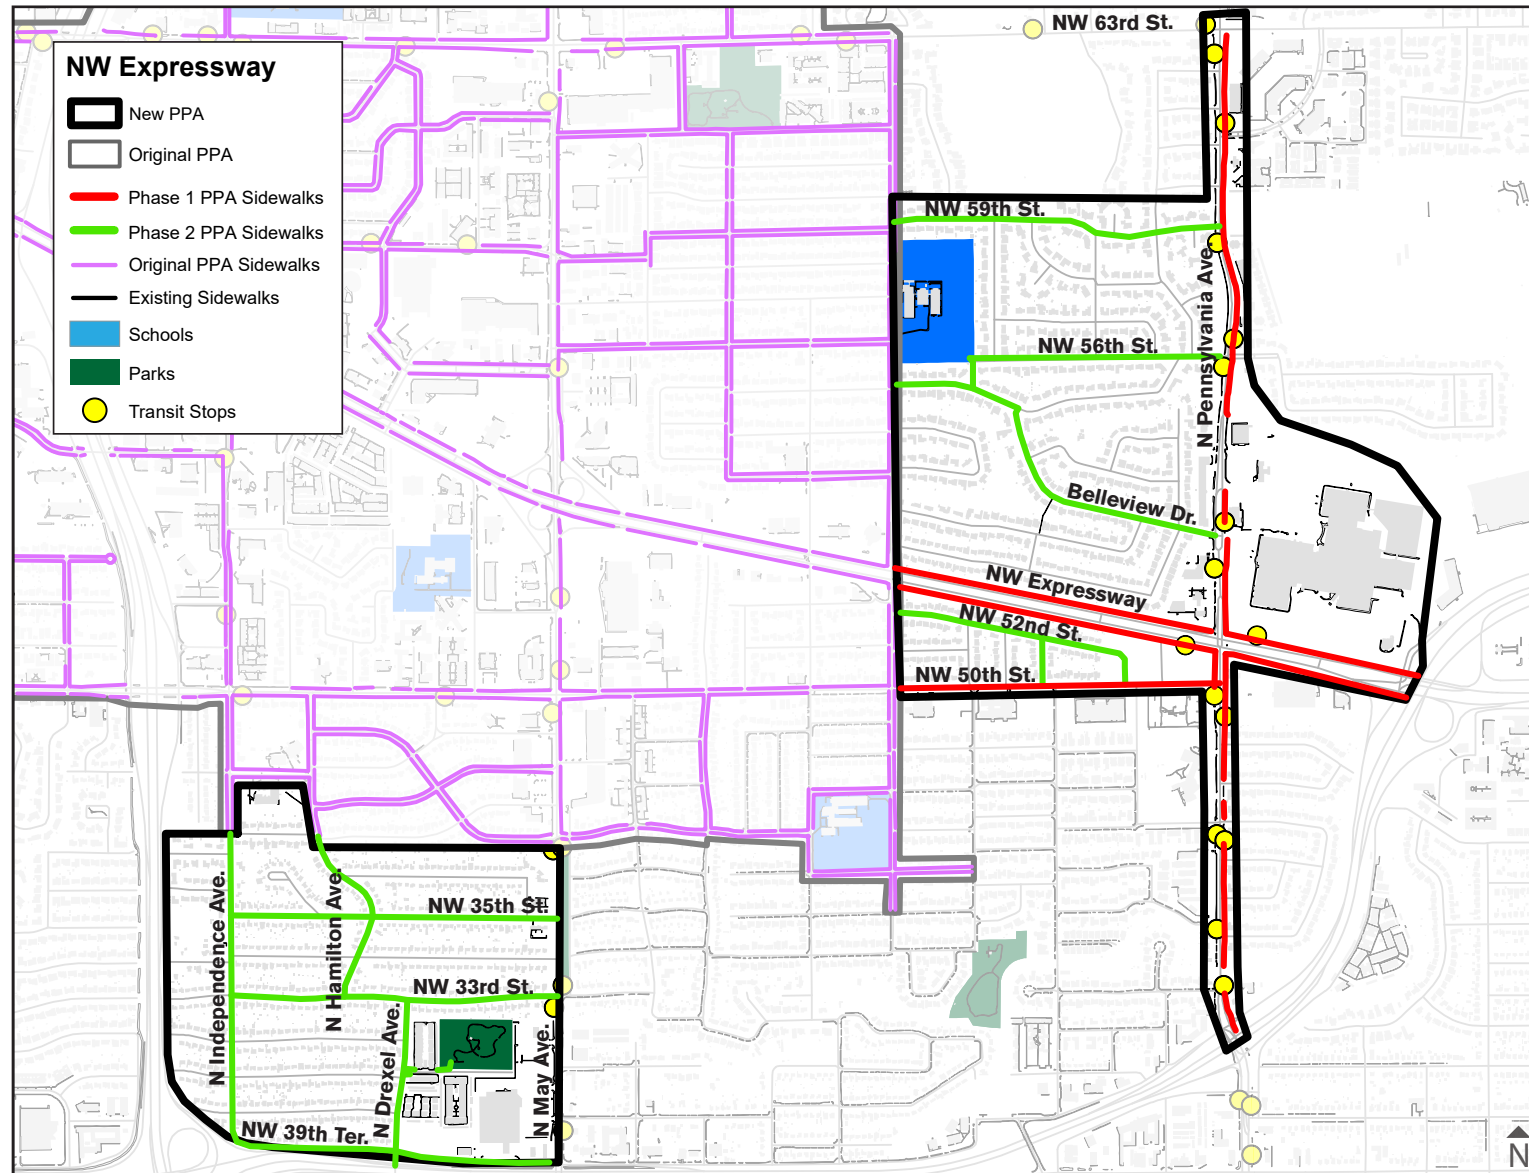 NW Expressway
New PPA
Original PPA
Phase 1 PPA Sidewalks
Phase 2 PPA Sidewalks
Original PPA Sidewalks
Existing Sidewalks
Schools
Parks
Transit Stops
NW 63rd St.
NW 59th St.
N Pennsylvania Ave.
NW 56th St.
Belleview Dr.
NW Expressway
NW 52nd St.
NW 50th St.
N Independence Ave.
N Hamilton Ave.
NW 35th St.
NW 33rd St.
N Drexel Ave.
N May Ave.
NW 39th Ter.
N